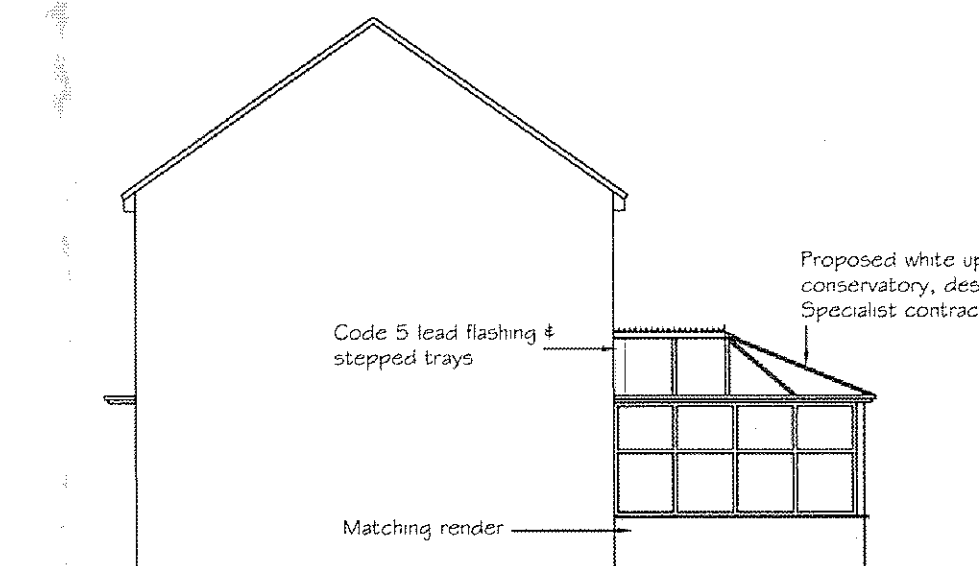 Proposed white up
conservatory, des
Specialist contrac
Code 5 lead flashing &
stepped trays
Matching render